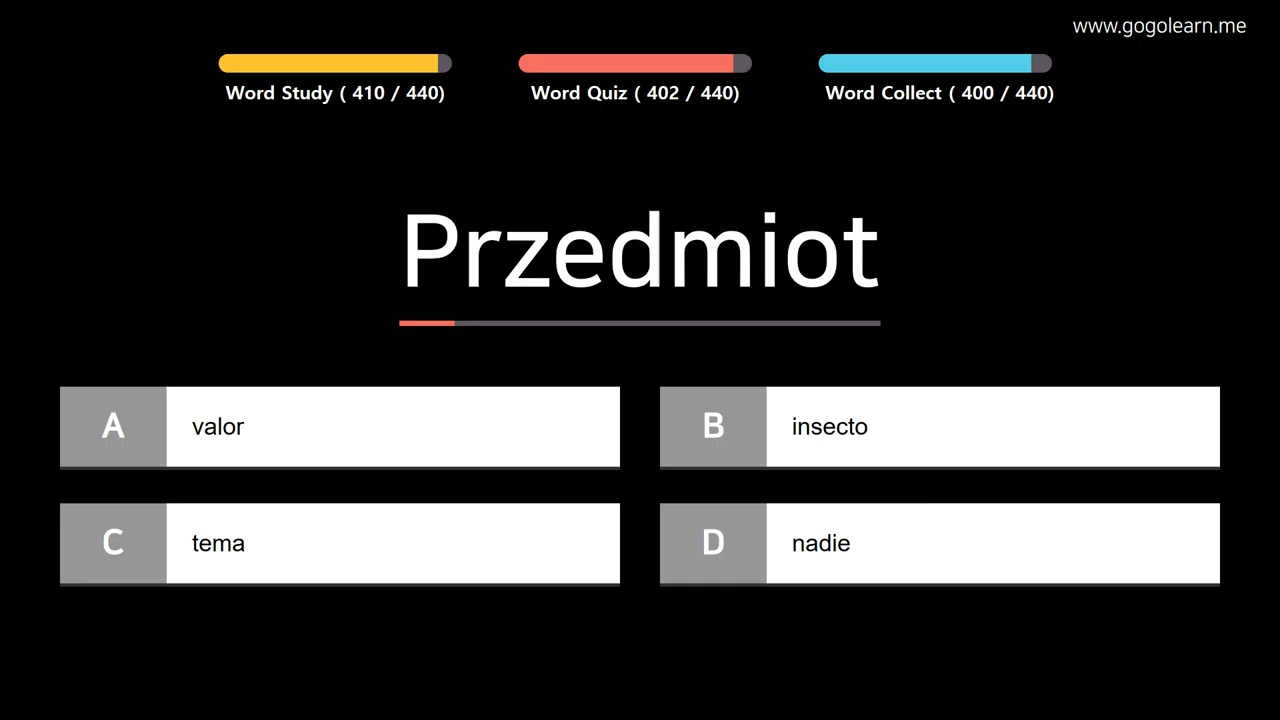 www.gogolearn.me
Word Study ( 410 / 440)
Word Quiz ( 402 / 440)
Word Collect ( 400 / 440)
Przedmiot
A valor
B insecto
C tema
D nadie